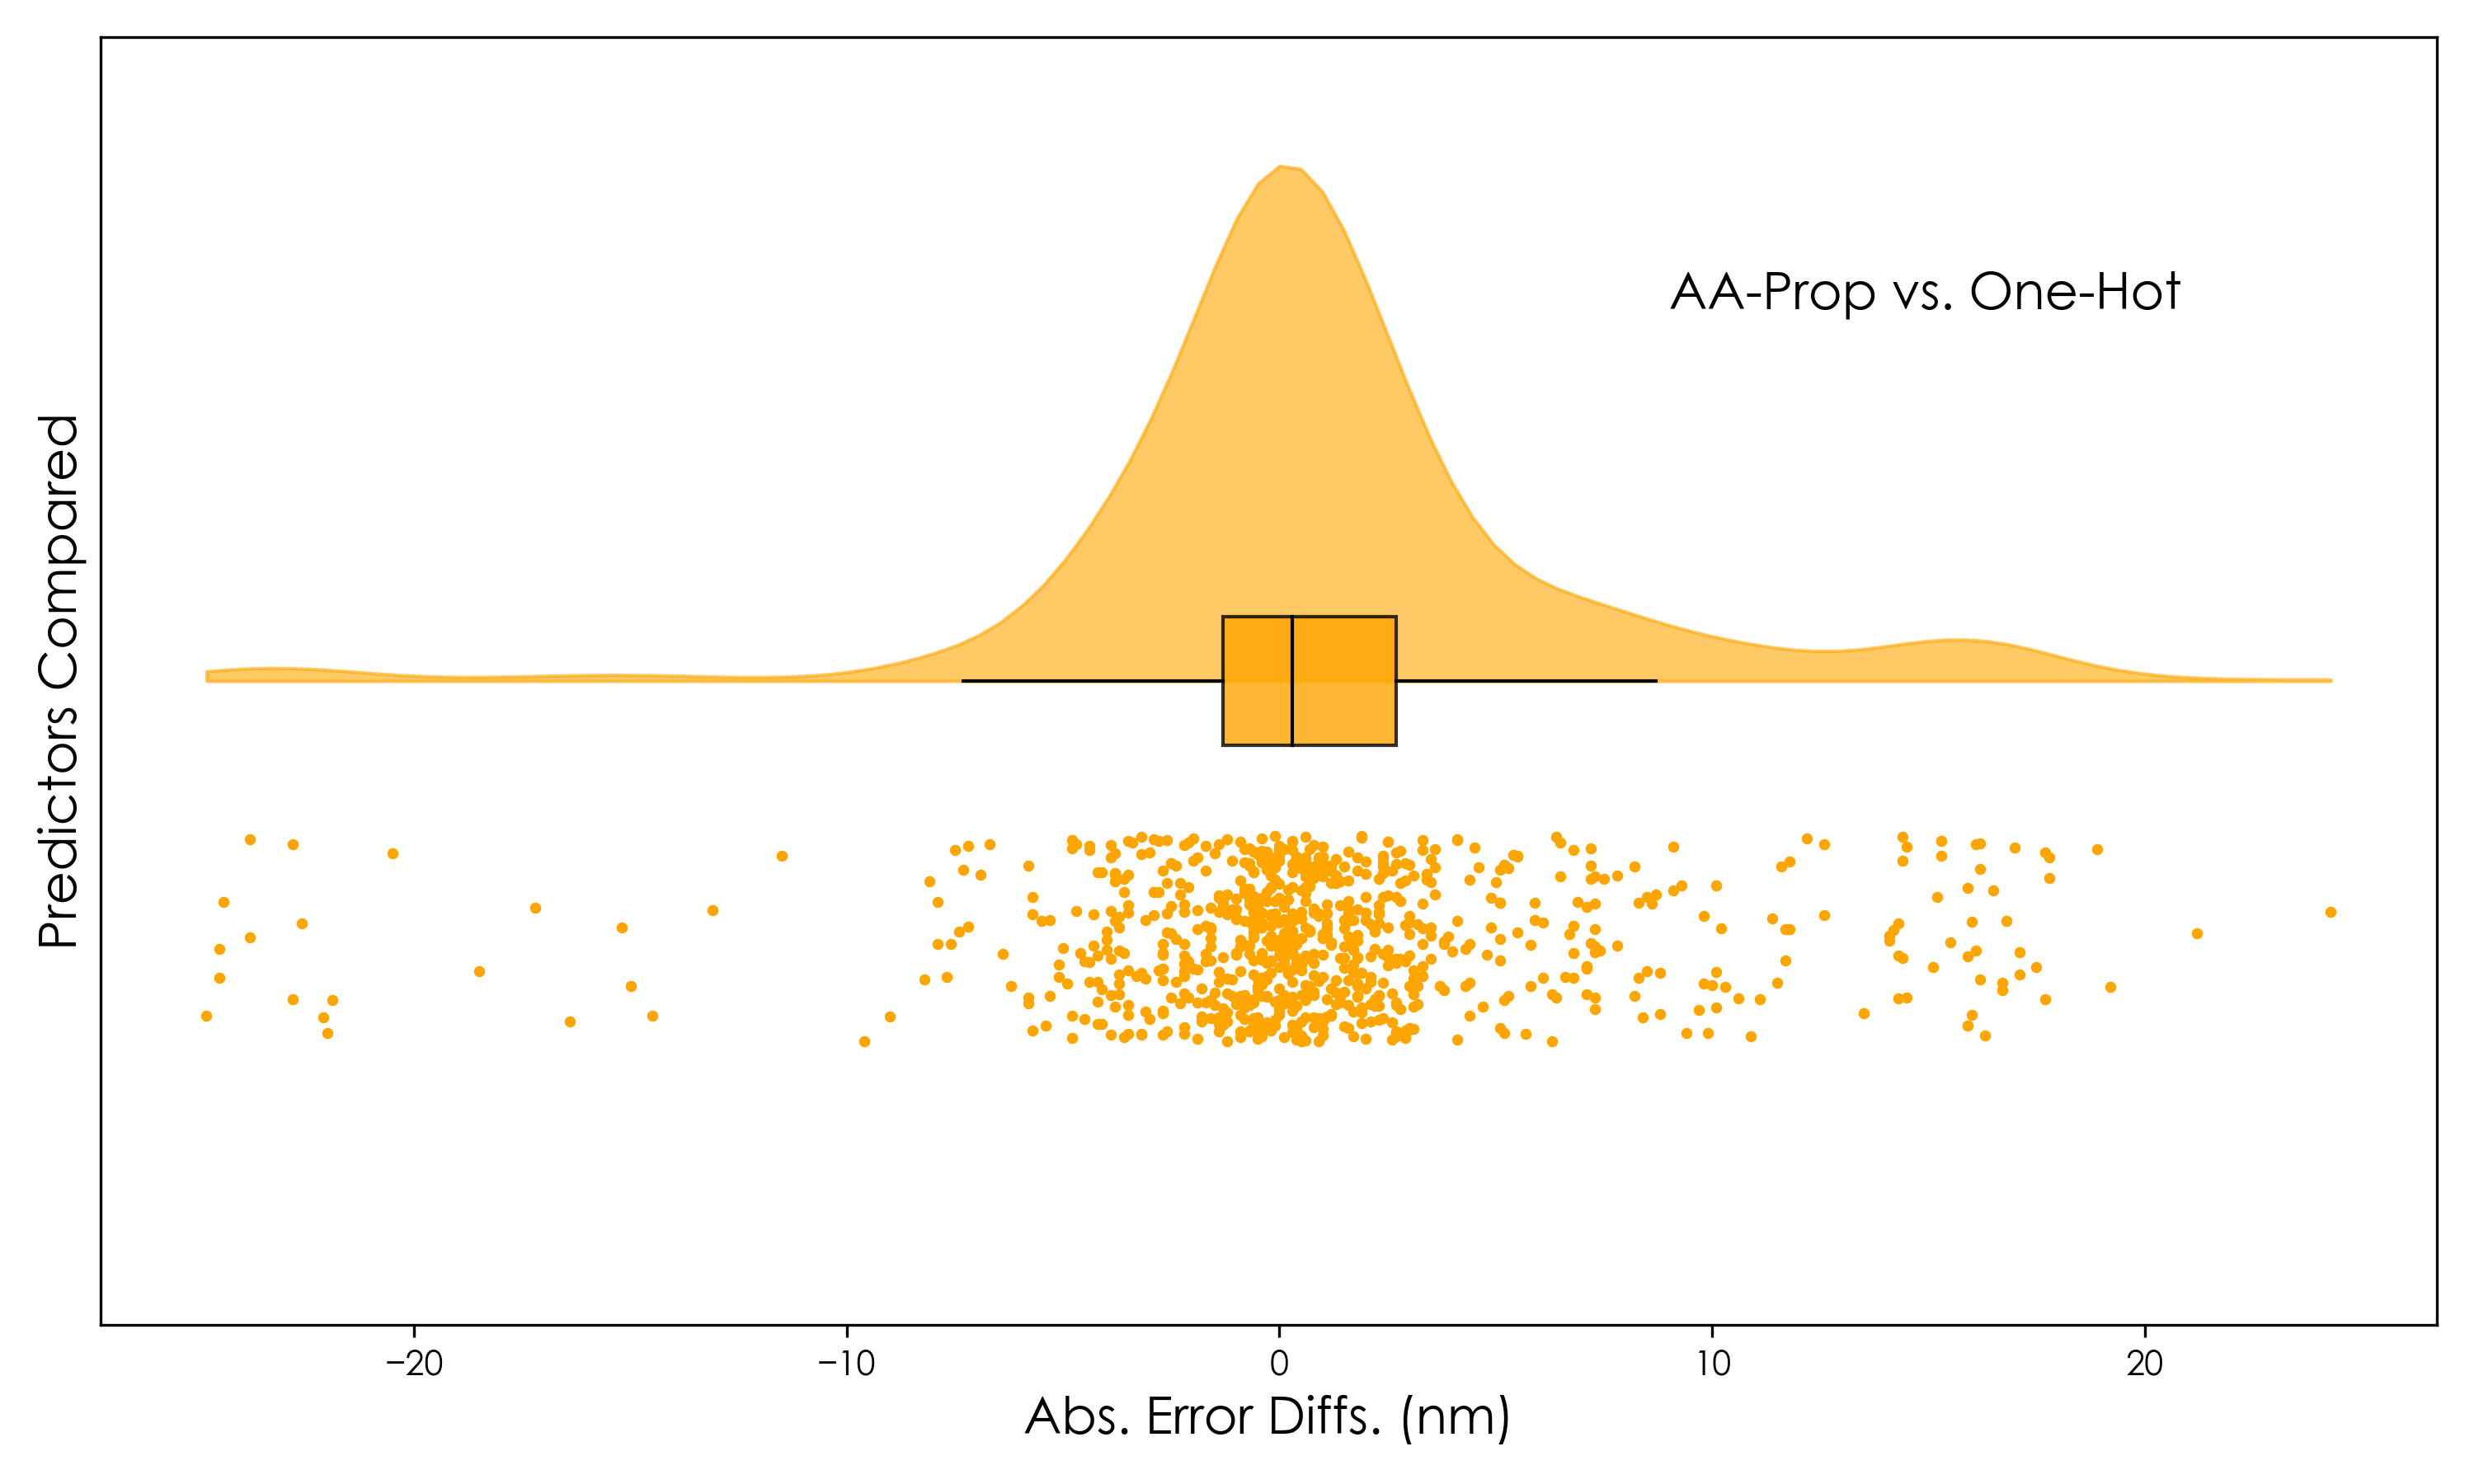 AA-Prop vs. One-Hot
Predictors Compared
−20 −10 0 10 20
Abs. Error Diffs. (nm)